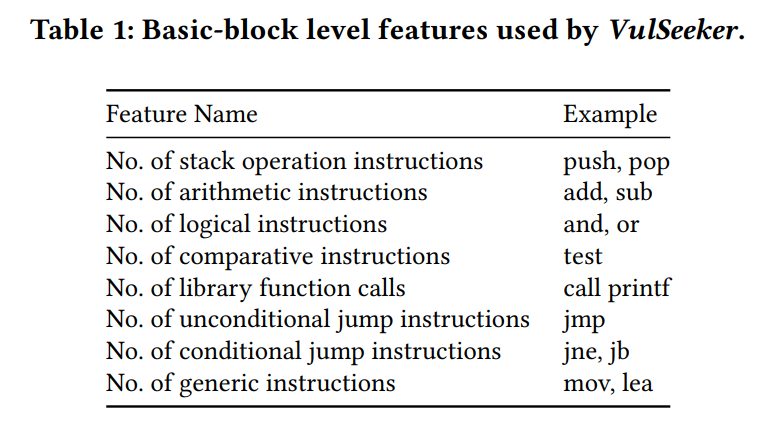 Table 1: Basic-block level features used by VulSeeker.
Feature Name Example
No. of stack operation instructions push, pop
No. of arithmetic instructions add, sub
No. of logical instructions and, or
No. of comparative instructions test
No. of library function calls call printf
No. of unconditional jump instructions jmp
No. of conditional jump instructions jne, jb
No. of generic instructions mov, lea